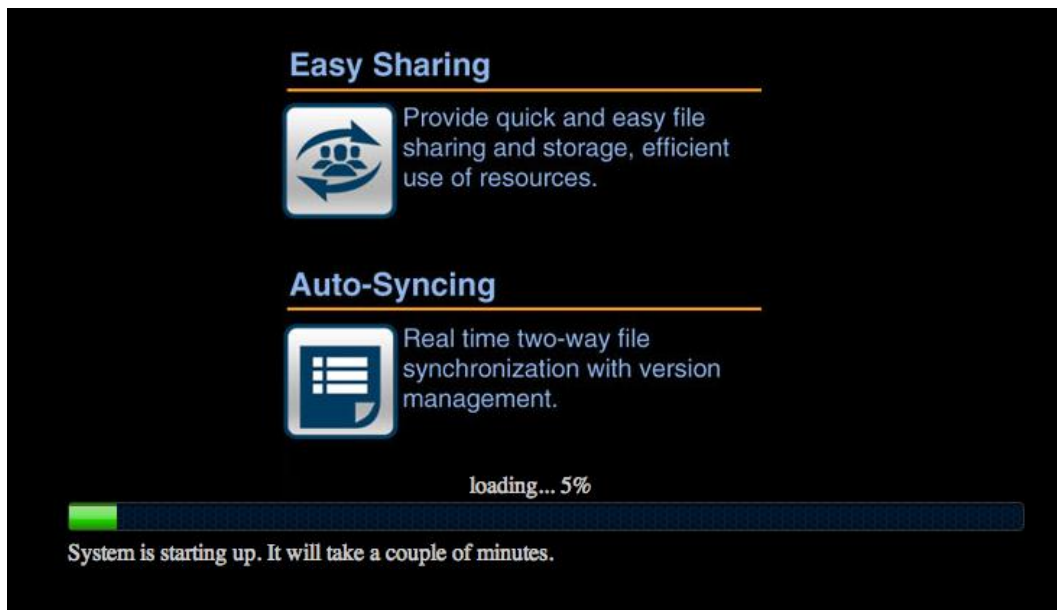 Easy Sharing
Provide quick and easy file
sharing and storage, efficient
use of resources.
Auto-Syncing
Real time two-way file
synchronization with version
management.
loading... 5%
System is starting up. It will take a couple of minutes.